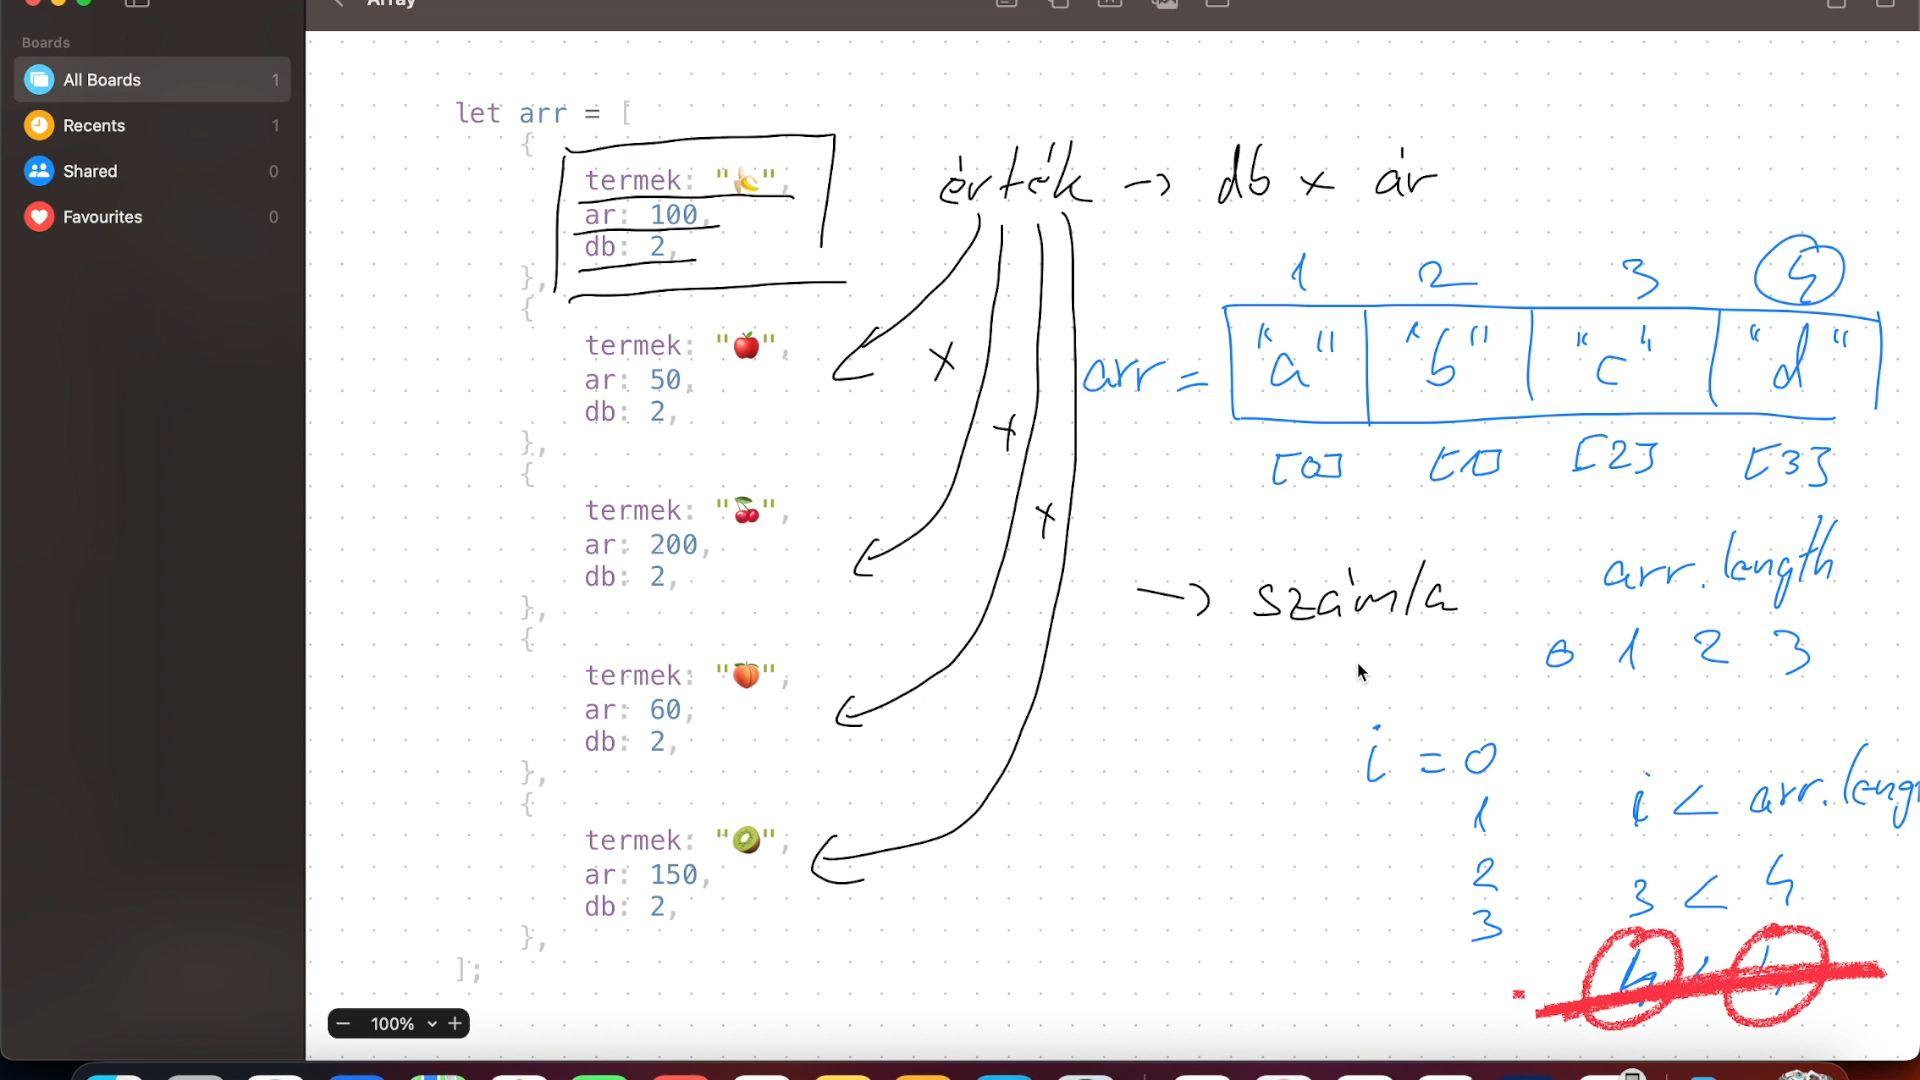 Array
Boards
All Boards 1
Recents 1
Shared 0
Favourites 0
let arr = [
{
termek: "🍌",
ar: 100,
db: 2,
},
{
termek: "🍎",
ar: 50,
db: 2,
},
{
termek: "🍒",
ar: 200,
db: 2,
},
{
termek: "🍑",
ar: 60,
db: 2,
},
{
termek: "🥝",
ar: 150,
db: 2,
},
];
érték -> db x ár
x
x
x
-> számla
1 2 3 4
arr = "a" "b" "c" "d"
[0] [1] [2] [3]
arr.length
0 1 2 3
i = 0
1
2
3
i < arr.leng
3 < 4
4 < 4
− 100% +